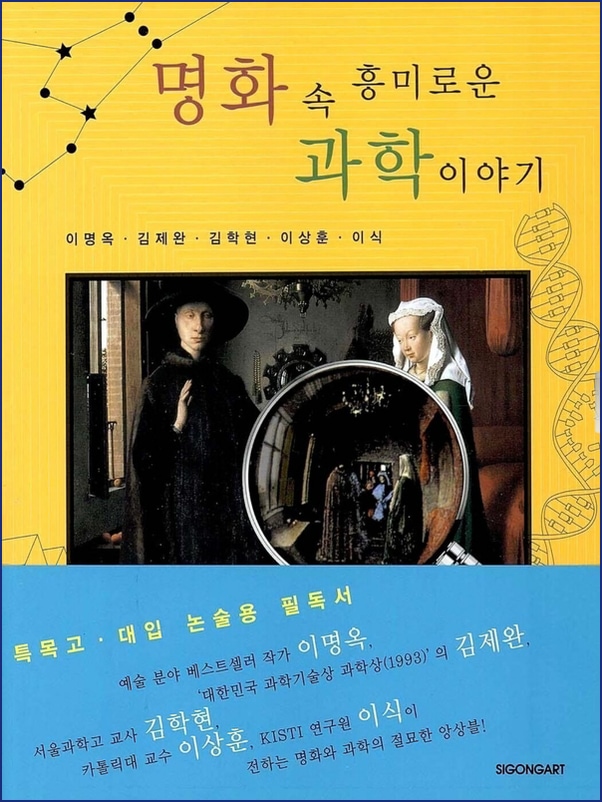 명화 속 흥미로운
과학 이야기
이명옥 · 김제완 · 김학현 · 이상훈 · 이식
특목고 · 대입 논술용 필독서
예술 분야 베스트셀러 작가 이명옥,
‘대한민국 과학기술상 과학상(1993)’의 김제완,
서울과학고 교사 김학현,
카톨릭대 교수 이상훈, KISTI 연구원 이식이
전하는 명화와 과학의 절묘한 앙상블!
SIGONGART